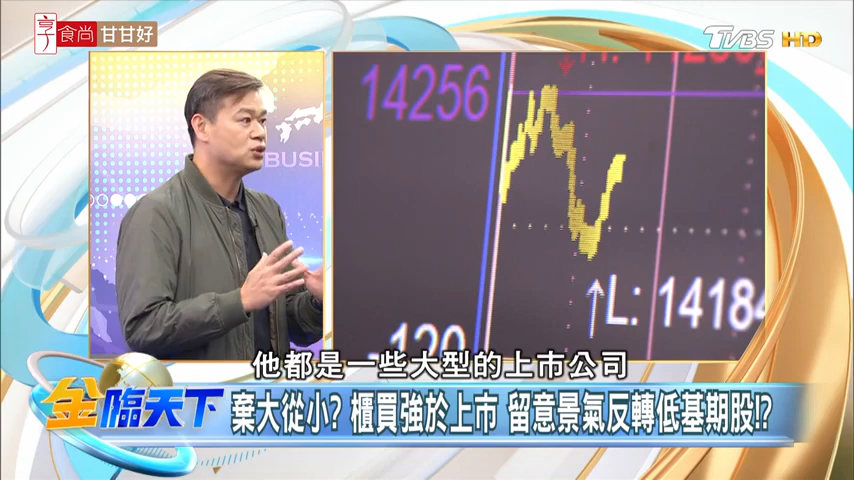 享
食尚 甘甘好
TVBS HD
BUSI
14256
L: 14184
-120
他都是一些大型的上市公司
金臨天下
棄大從小? 櫃買強於上市 留意景氣反轉低基期股!?